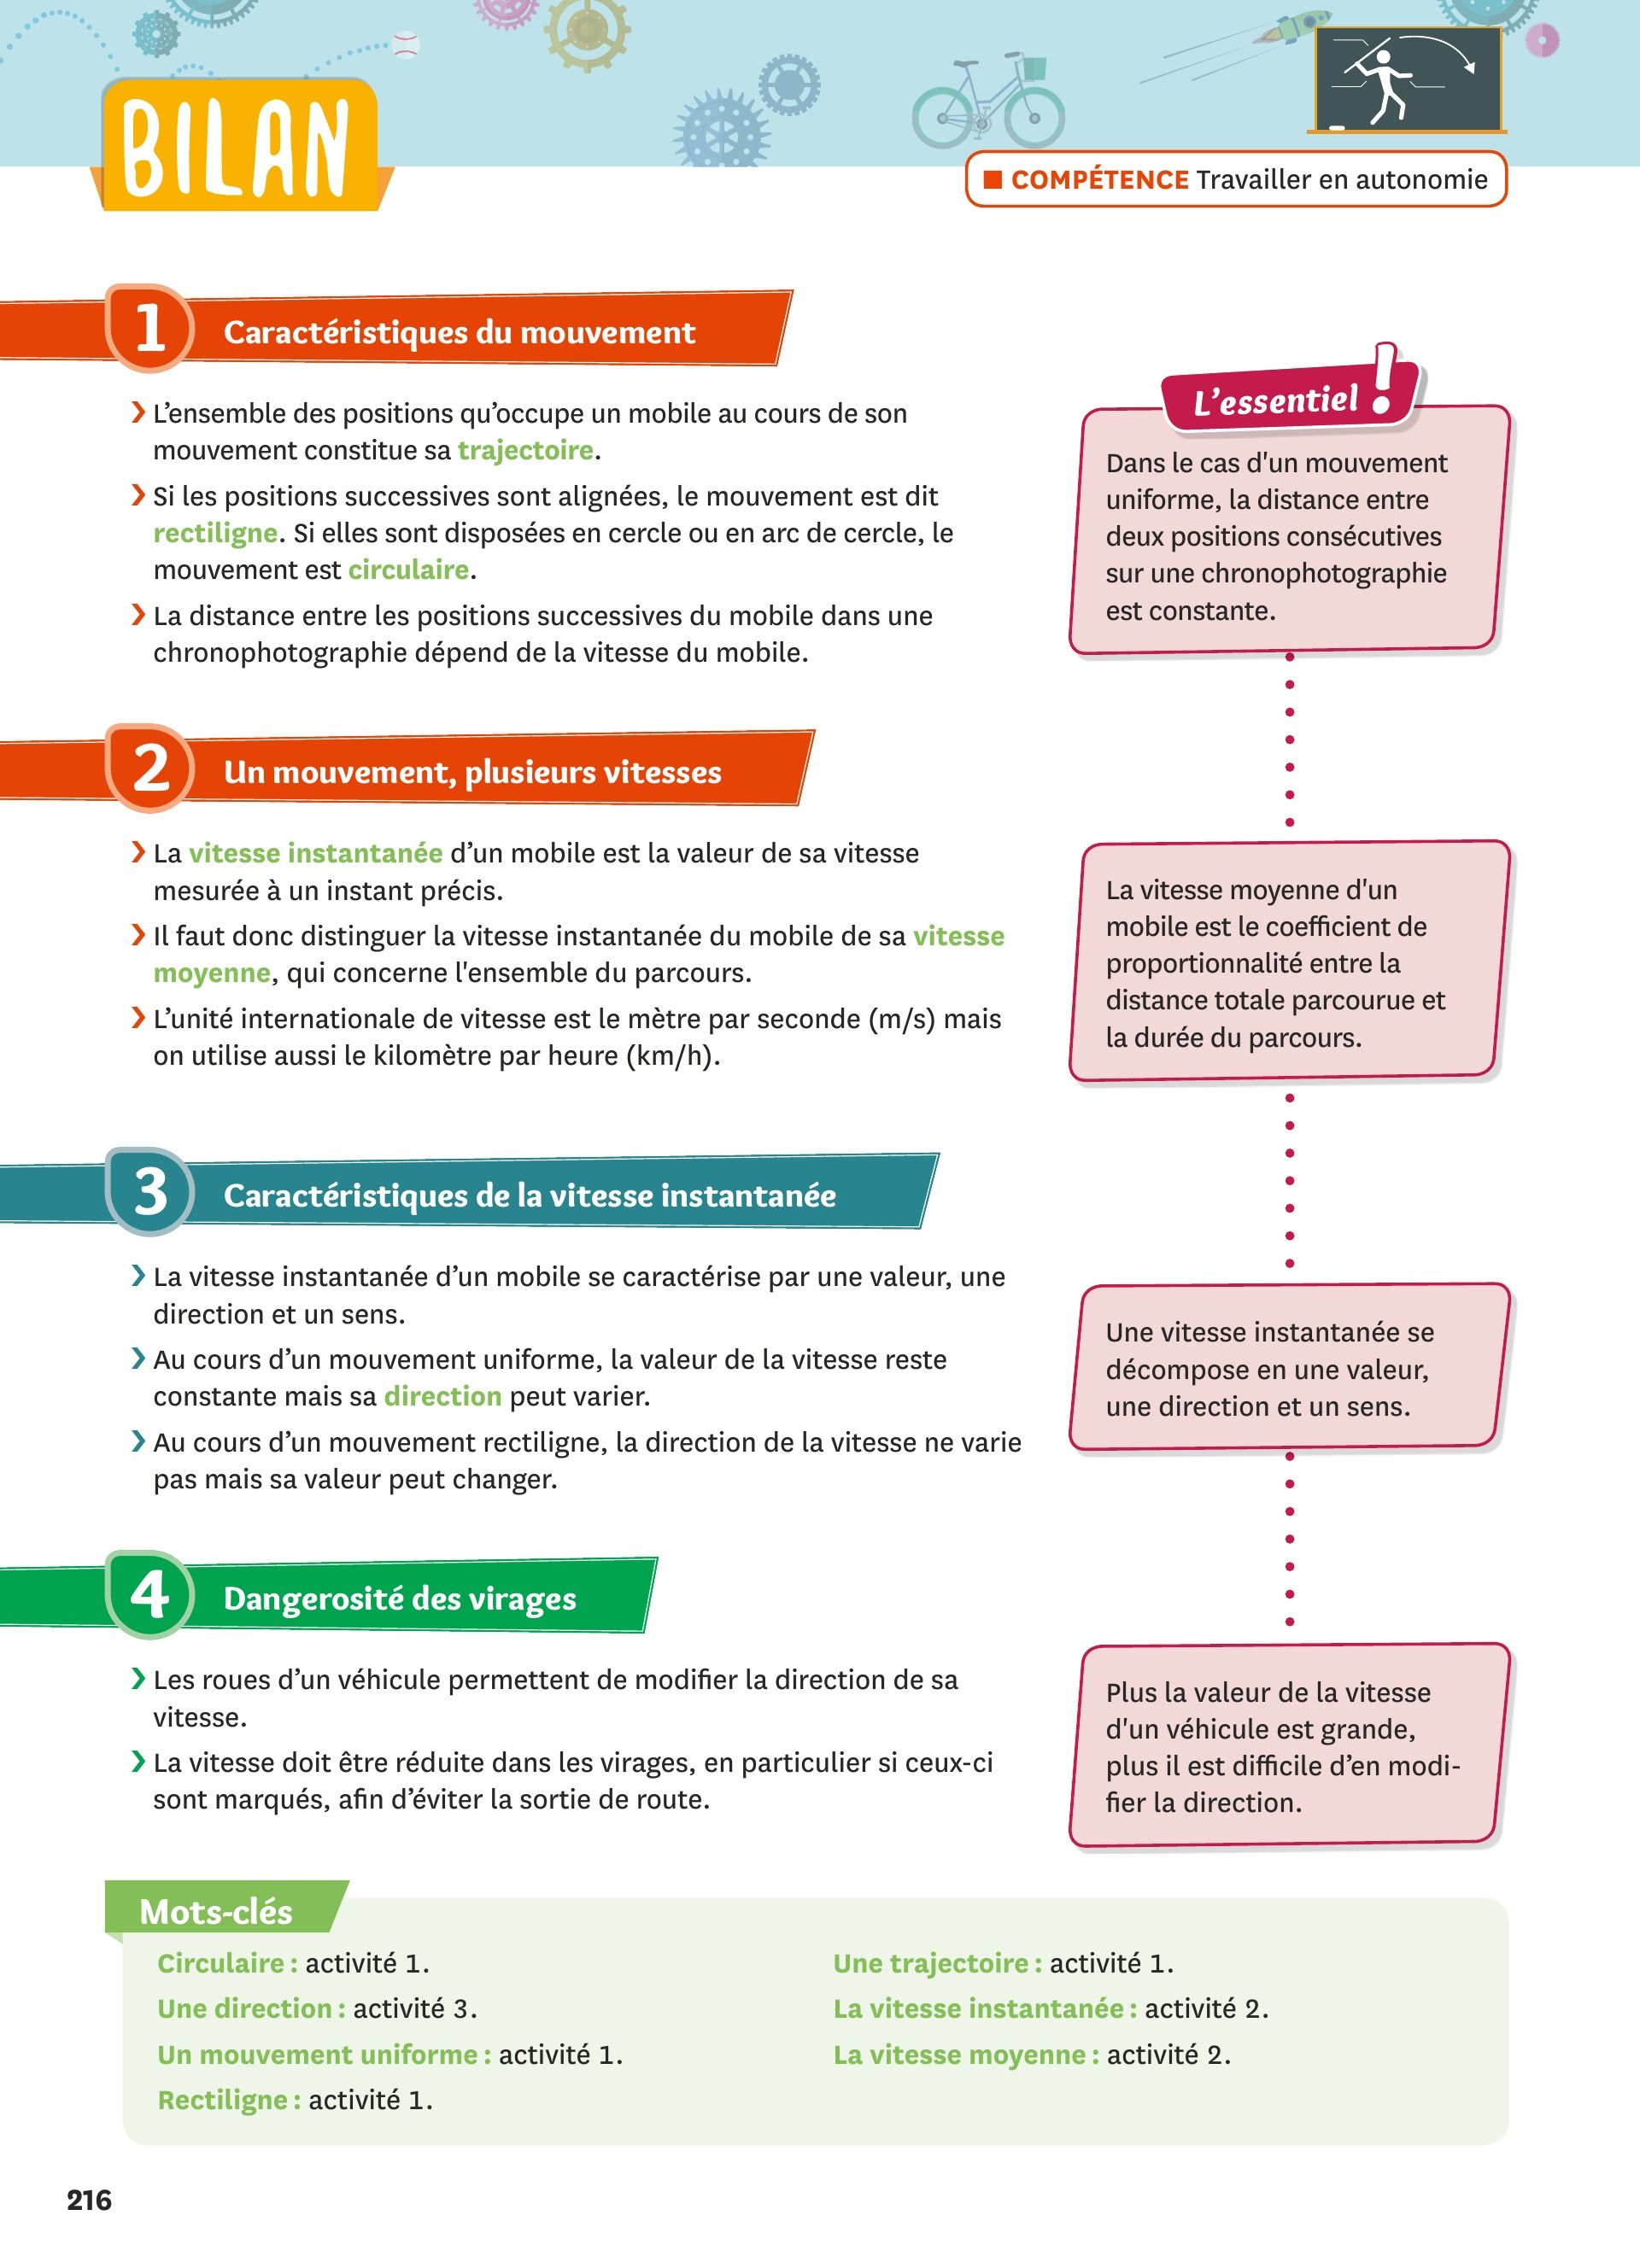 BILAN
■ COMPÉTENCE Travailler en autonomie
1 Caractéristiques du mouvement
› L’ensemble des positions qu’occupe un mobile au cours de son
mouvement constitue sa trajectoire.
› Si les positions successives sont alignées, le mouvement est dit
rectiligne. Si elles sont disposées en cercle ou en arc de cercle, le
mouvement est circulaire.
› La distance entre les positions successives du mobile dans une
chronophotographie dépend de la vitesse du mobile.
L’essentiel !
Dans le cas d'un mouvement
uniforme, la distance entre
deux positions consécutives
sur une chronophotographie
est constante.
2 Un mouvement, plusieurs vitesses
› La vitesse instantanée d’un mobile est la valeur de sa vitesse
mesurée à un instant précis.
› Il faut donc distinguer la vitesse instantanée du mobile de sa vitesse
moyenne, qui concerne l'ensemble du parcours.
› L’unité internationale de vitesse est le mètre par seconde (m/s) mais
on utilise aussi le kilomètre par heure (km/h).
La vitesse moyenne d'un
mobile est le coefficient de
proportionnalité entre la
distance totale parcourue et
la durée du parcours.
3 Caractéristiques de la vitesse instantanée
› La vitesse instantanée d’un mobile se caractérise par une valeur, une
direction et un sens.
› Au cours d’un mouvement uniforme, la valeur de la vitesse reste
constante mais sa direction peut varier.
› Au cours d’un mouvement rectiligne, la direction de la vitesse ne varie
pas mais sa valeur peut changer.
Une vitesse instantanée se
décompose en une valeur,
une direction et un sens.
4 Dangerosité des virages
› Les roues d’un véhicule permettent de modifier la direction de sa
vitesse.
› La vitesse doit être réduite dans les virages, en particulier si ceux-ci
sont marqués, afin d’éviter la sortie de route.
Plus la valeur de la vitesse
d'un véhicule est grande,
plus il est difficile d’en modi-
fier la direction.
Mots-clés
Circulaire : activité 1.
Une direction : activité 3.
Un mouvement uniforme : activité 1.
Rectiligne : activité 1.
Une trajectoire : activité 1.
La vitesse instantanée : activité 2.
La vitesse moyenne : activité 2.
216